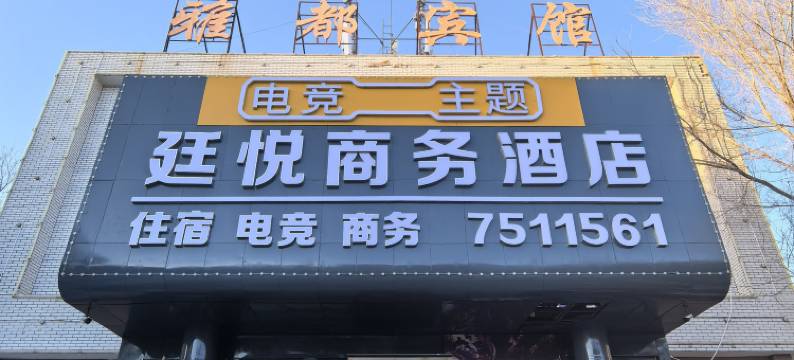 雅都宾馆
电竞 主题
廷悦商务酒店
住宿 电竞 商务 7511561